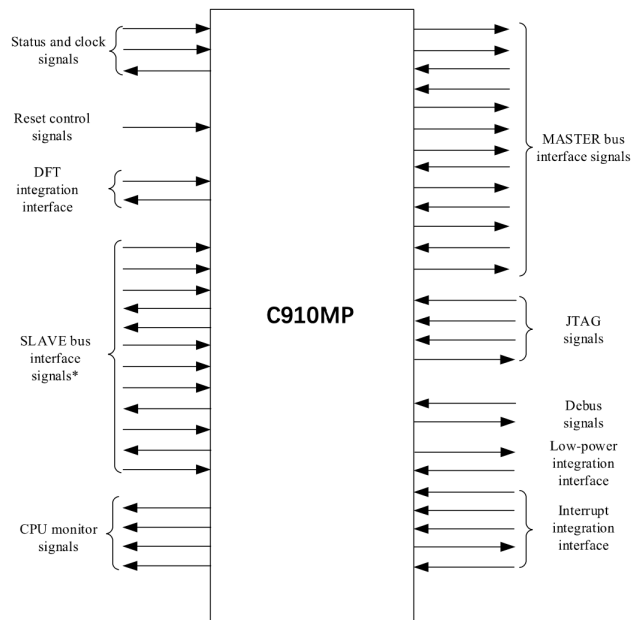 Status and clock
signals
Reset control
signals
DFT
integration
interface
SLAVE bus
interface
signals*
CPU monitor
signals
C910MP
MASTER bus
interface signals
JTAG
signals
Debus
signals
Low-power
integration
interface
Interrupt
integration
interface